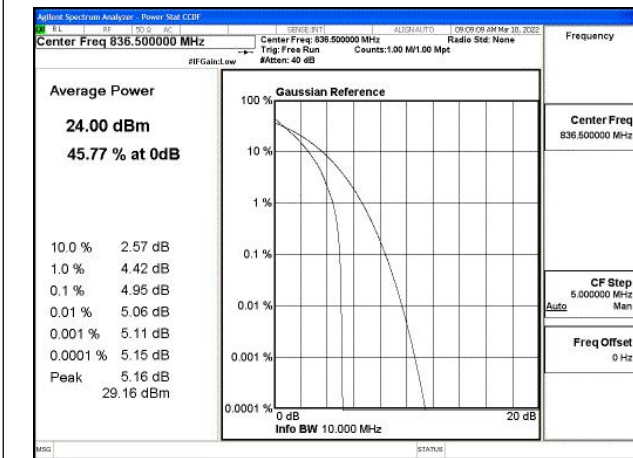 Agilent Spectrum Analyzer - Power Stat CCDF
RL RF 50 Ω AC SENSE:INT ALIGN AUTO 09:09:09 AM Mar 10, 2022
Center Freq 836.500000 MHz
Center Freq: 836.500000 MHz Radio Std: None
Trig: Free Run Counts:1.00 M/1.00 Mpt
#IFGain:Low #Atten: 40 dB
Frequency
Average Power
24.00 dBm
45.77 % at 0dB
10.0 % 2.57 dB
1.0 % 4.42 dB
0.1 % 4.95 dB
0.01 % 5.06 dB
0.001 % 5.11 dB
0.0001 % 5.15 dB
Peak 5.16 dB
29.16 dBm
Gaussian Reference
100 %
10 %
1 %
0.1 %
0.01 %
0.001 %
0.0001 %
0 dB 20 dB
Info BW 10.000 MHz
Center Freq
836.500000 MHz
CF Step
5.000000 MHz
Auto Man
Freq Offset
0 Hz
MSG STATUS